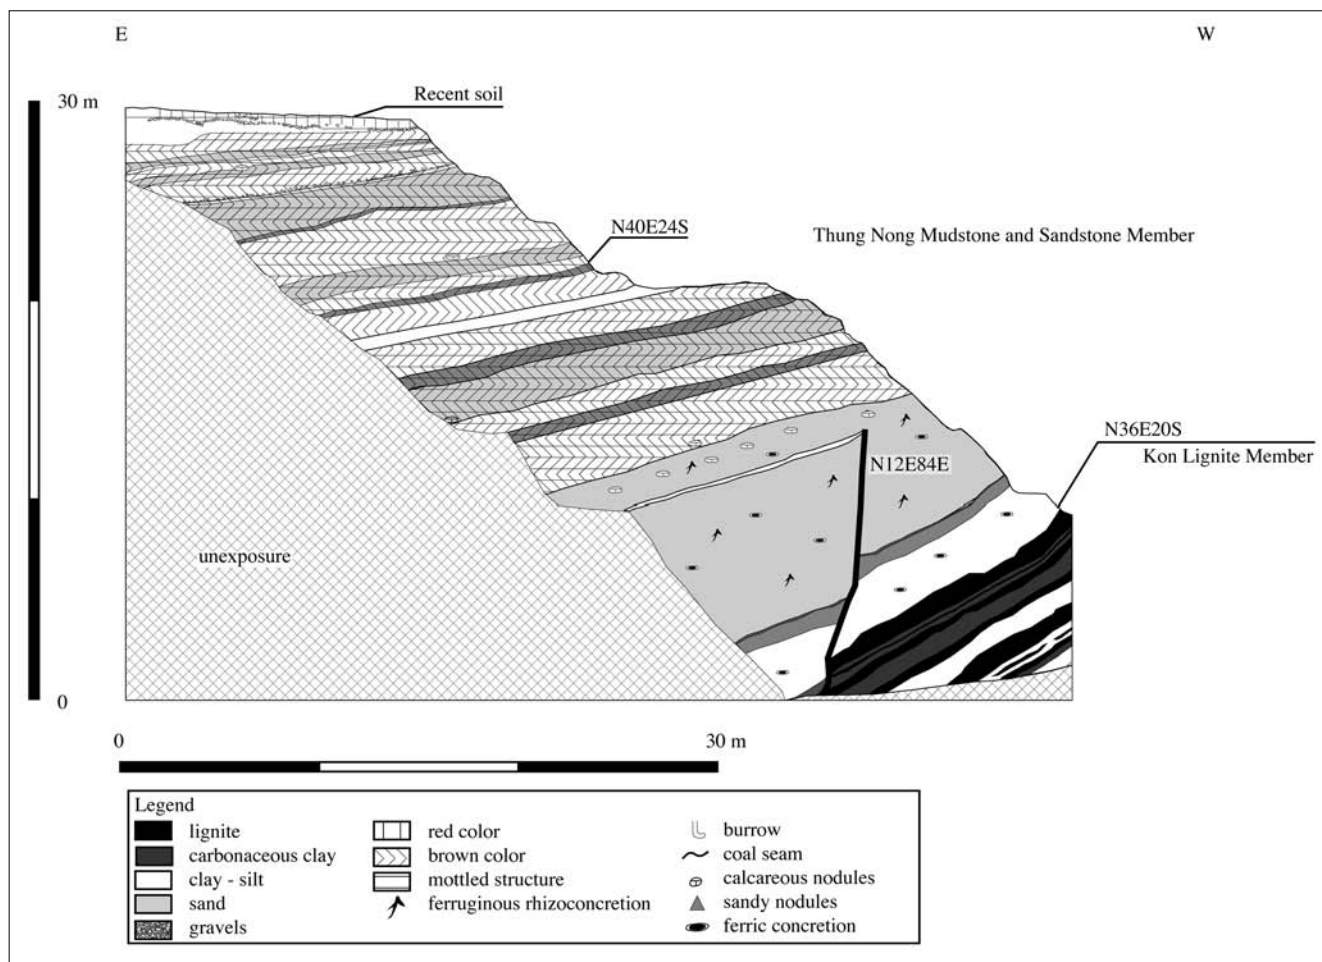 E
W
30 m
Recent soil
N40E24S
Thung Nong Mudstone and Sandstone Member
N36E20S
Kon Lignite Member
N12E84E
unexposure
0
0
30 m
Legend
lignite
carbonaceous clay
clay - silt
sand
gravels
red color
brown color
mottled structure
ferruginous rhizoconcretion
burrow
coal seam
calcareous nodules
sandy nodules
ferric concretion